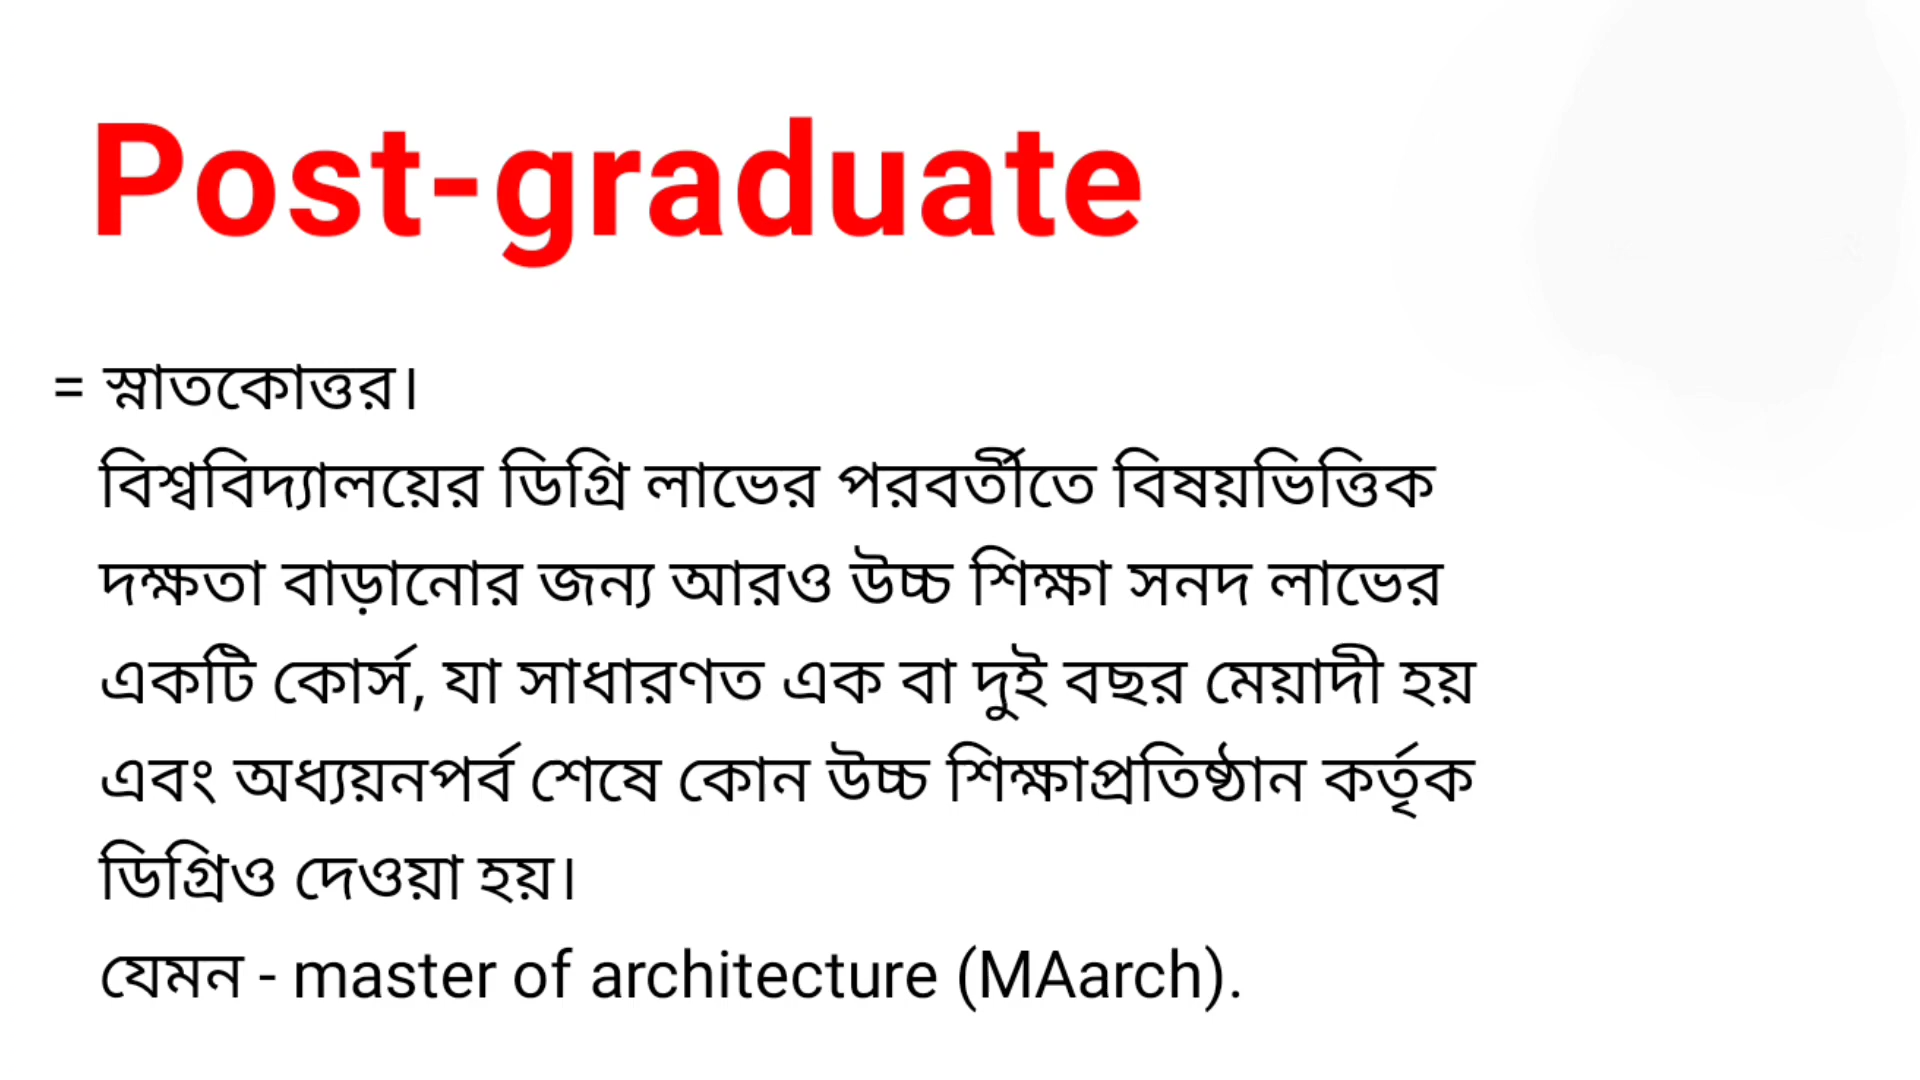 Post-graduate
= স্নাতকোত্তর।
বিশ্ববিদ্যালয়ের ডিগ্রি লাভের পরবর্তীতে বিষয়ভিত্তিক
দক্ষতা বাড়ানোর জন্য আরও উচ্চ শিক্ষা সনদ লাভের
একটি কোর্স, যা সাধারণত এক বা দুই বছর মেয়াদী হয়
এবং অধ্যয়নপর্ব শেষে কোন উচ্চ শিক্ষাপ্রতিষ্ঠান কর্তৃক
ডিগ্রিও দেওয়া হয়।
যেমন - master of architecture (MAarch).